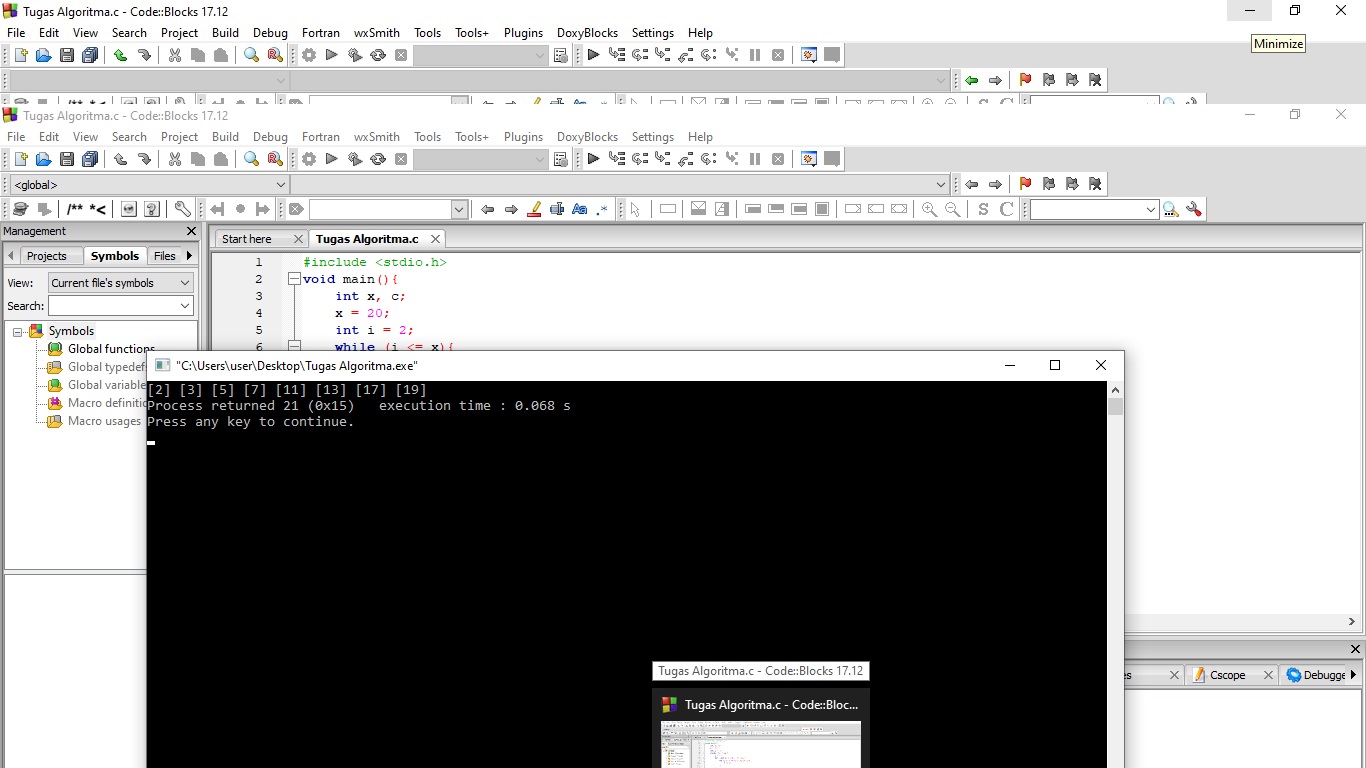 Tugas Algoritma.c - Code::Blocks 17.12
File Edit View Search Project Build Debug Fortran wxSmith Tools Tools+ Plugins DoxyBlocks Settings Help
Minimize
Tugas Algoritma.c - Code::Blocks 17.12
File Edit View Search Project Build Debug Fortran wxSmith Tools Tools+ Plugins DoxyBlocks Settings Help
<global>
/** *< Aa .* S C
Management
Projects Symbols Files
Start here Tugas Algoritma.c
View: Current file's symbols
Search:
Symbols
Global functions
Global typedefs
Global variable
Macro definitio
Macro usages
1 #include <stdio.h>
2 void main(){
3 int x, c;
4 x = 20;
5 int i = 2;
6 while (i <= x){
"C:\Users\user\Desktop\Tugas Algoritma.exe"
[2] [3] [5] [7] [11] [13] [17] [19]
Process returned 21 (0x15) execution time : 0.068 s
Press any key to continue.
Tugas Algoritma.c - Code::Blocks 17.12
Tugas Algoritma.c - Code::Bloc...
es Cscope Debugge